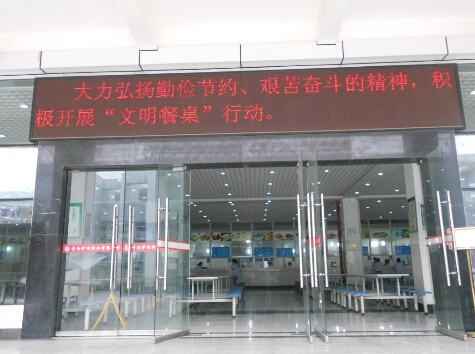 大力弘扬勤俭节约、艰苦奋斗的精神，积
极开展“文明餐桌”行动。